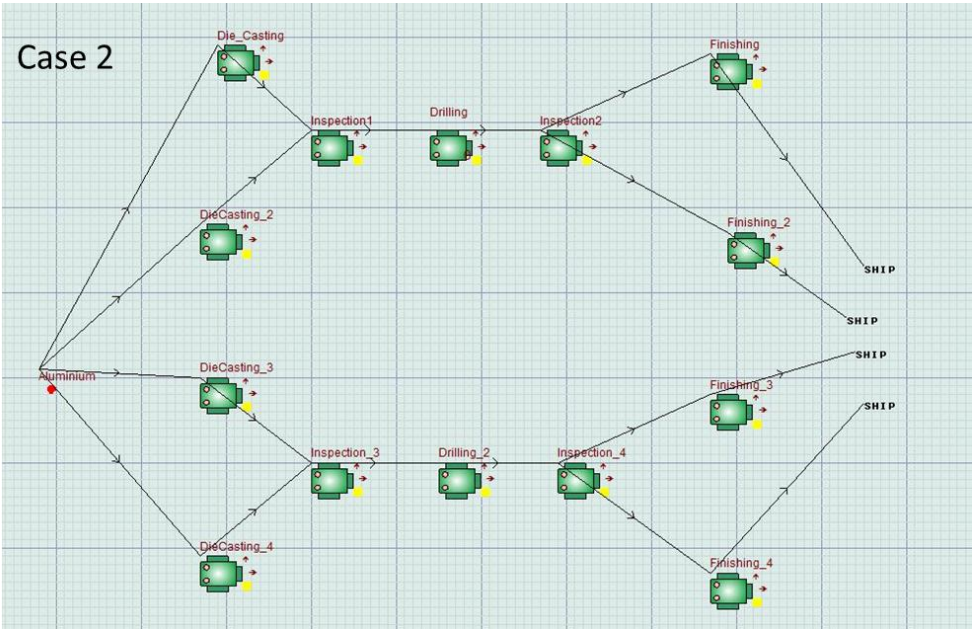 Case 2
Die_Casting
Finishing
Inspection1
Drilling
Inspection2
DieCasting_2
Finishing_2
SHIP
SHIP
SHIP
Aluminium
DieCasting_3
Finishing_3
SHIP
Inspection_3
Drilling_2
Inspection_4
DieCasting_4
Finishing_4